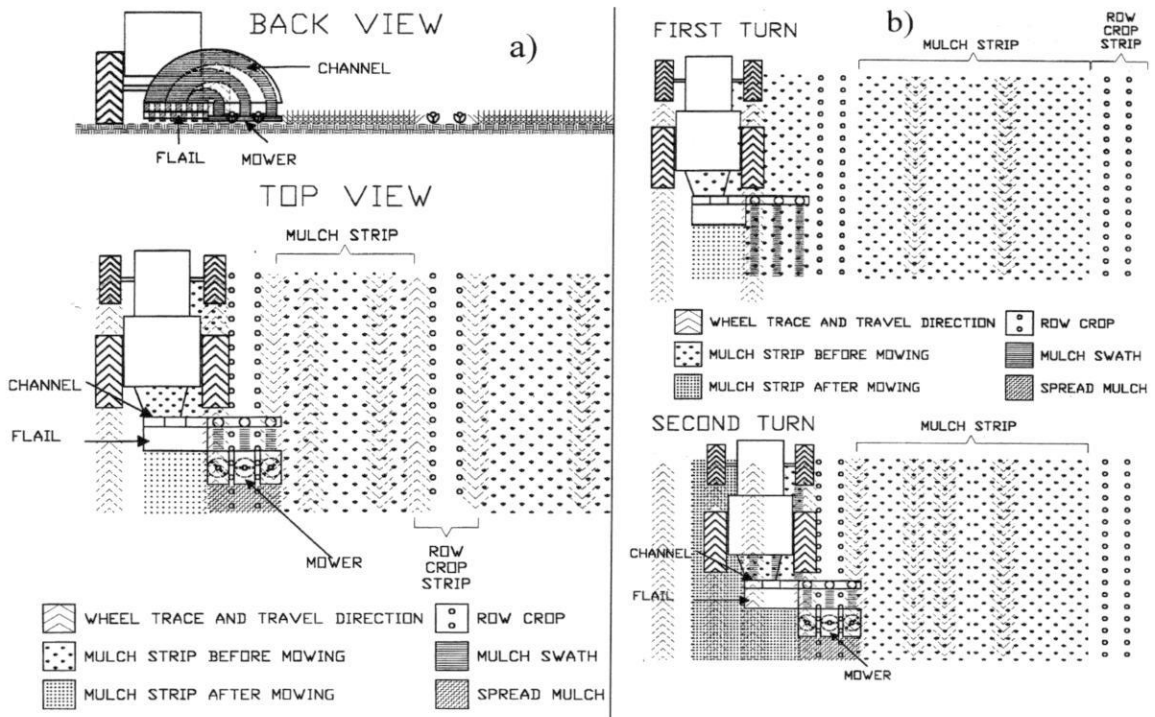 BACK VIEW
a)
CHANNEL
FLAIL
MOWER
TOP VIEW
MULCH STRIP
CHANNEL
FLAIL
MOWER
ROW
CROP
STRIP
WHEEL TRACE AND TRAVEL DIRECTION
ROW CROP
MULCH STRIP BEFORE MOWING
MULCH SWATH
MULCH STRIP AFTER MOWING
SPREAD MULCH
b)
FIRST TURN
MULCH STRIP
ROW
CROP
STRIP
WHEEL TRACE AND TRAVEL DIRECTION
ROW CROP
MULCH STRIP BEFORE MOWING
MULCH SWATH
MULCH STRIP AFTER MOWING
SPREAD MULCH
SECOND TURN
MULCH STRIP
CHANNEL
FLAIL
MOWER